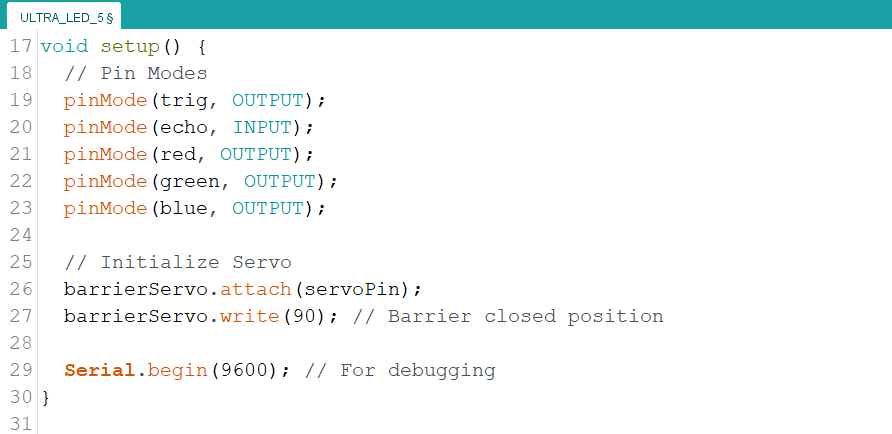 ULTRA_LED_5 §
17 void setup() {
18   // Pin Modes
19   pinMode(trig, OUTPUT);
20   pinMode(echo, INPUT);
21   pinMode(red, OUTPUT);
22   pinMode(green, OUTPUT);
23   pinMode(blue, OUTPUT);
24
25   // Initialize Servo
26   barrierServo.attach(servoPin);
27   barrierServo.write(90); // Barrier closed position
28
29   Serial.begin(9600); // For debugging
30 }
31